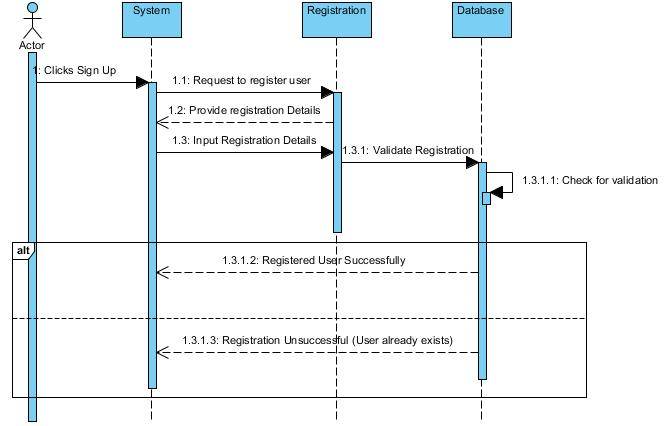 System
Registration
Database
Actor
1: Clicks Sign Up
1.1: Request to register user
1.2: Provide registration Details
1.3: Input Registration Details
1.3.1: Validate Registration
1.3.1.1: Check for validation
alt
1.3.1.2: Registered User Successfully
1.3.1.3: Registration Unsuccessful (User already exists)